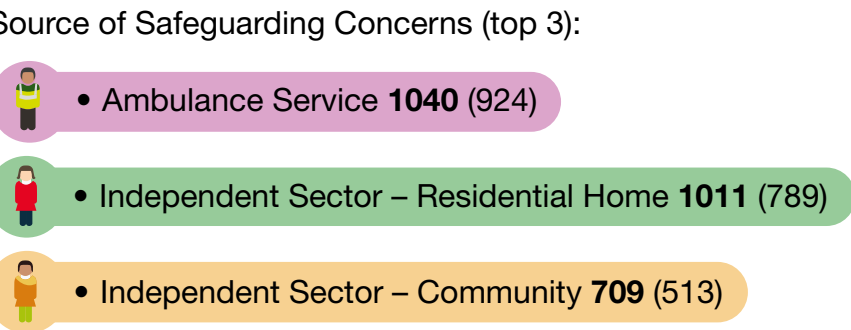 Source of Safeguarding Concerns (top 3):
• Ambulance Service 1040 (924)
• Independent Sector – Residential Home 1011 (789)
• Independent Sector – Community 709 (513)